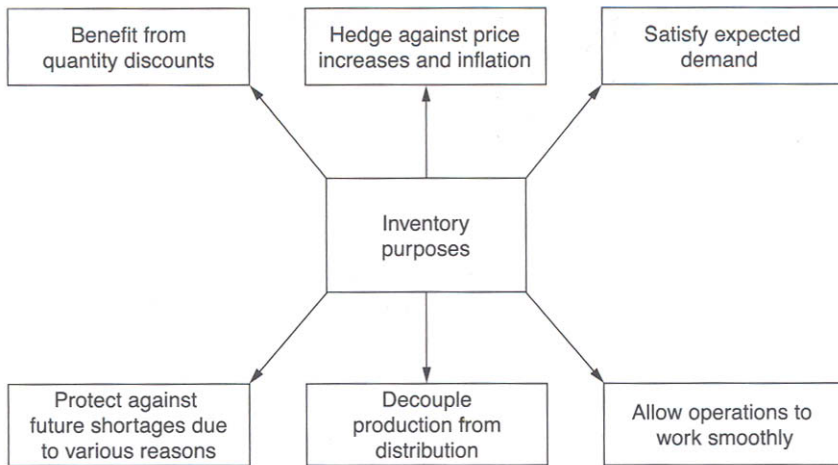 Benefit from
quantity discounts
Hedge against price
increases and inflation
Satisfy expected
demand
Inventory
purposes
Protect against
future shortages due
to various reasons
Decouple
production from
distribution
Allow operations to
work smoothly